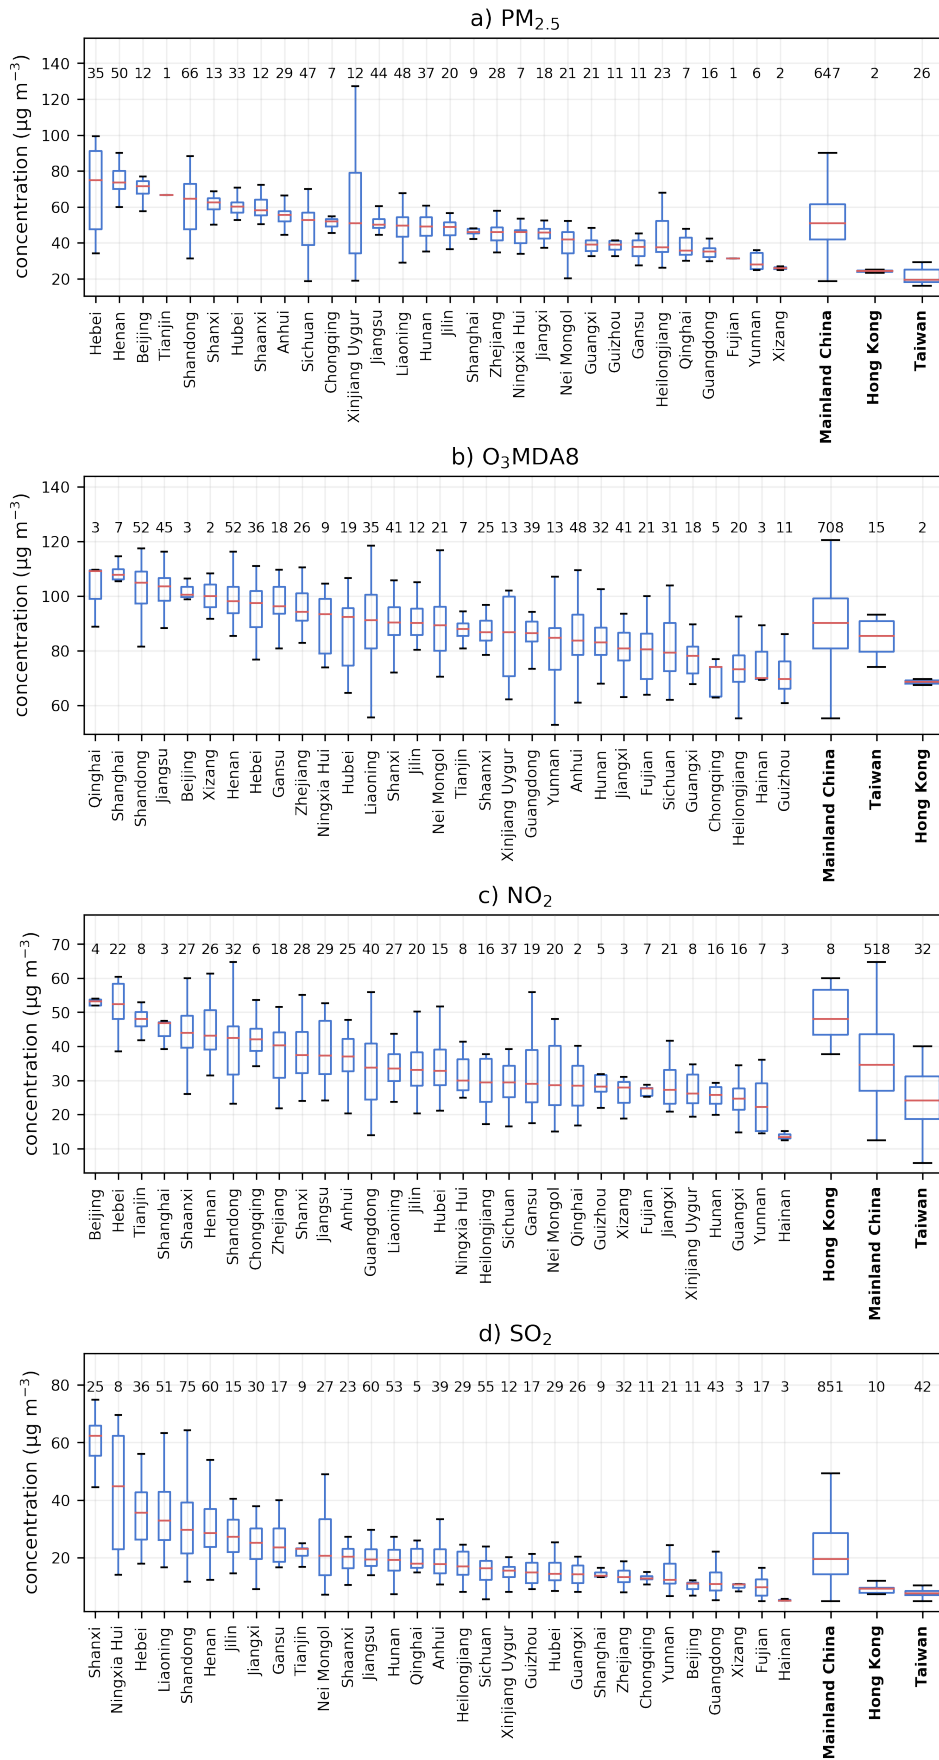 a) PM2.5
concentration (µg m−3)
140
120
100
80
60
40
20
35 50 12 1 66 13 33 12 29 47 7 12 44 48 37 20 7 28 7 18 21 21 11 11 23 7 16 1 6 2 647 2 26
Hebei Henan Beijing Tianjin Shandong Shanxi Hubei Shaanxi Anhui Sichuan Chongqing Xinjiang Uygur Jiangsu Liaoning Hunan Jilin Shanghai Zhejiang Ningxia Hui Jiangxi Nei Mongol Guangxi Guizhou Gansu Heilongjiang Qinghai Guangdong Fujian Yunnan Xizang Mainland China Hong Kong Taiwan
b) O3MDA8
concentration (µg m−3)
140
120
100
80
60
3 7 52 45 3 2 52 36 18 26 9 19 35 41 12 21 7 25 13 39 13 48 32 41 21 31 18 5 20 3 11 708 15 2
Qinghai Shanghai Shandong Jiangsu Beijing Xizang Henan Hebei Gansu Zhejiang Ningxia Hui Hubei Liaoning Shanxi Jilin Nei Mongol Tianjin Shaanxi Xinjiang Uygur Guangdong Yunnan Anhui Hunan Jiangxi Fujian Sichuan Guangxi Chongqing Heilongjiang Hainan Guizhou Mainland China Taiwan Hong Kong
c) NO2
concentration (µg m−3)
70
60
50
40
30
20
10
4 22 8 3 27 26 32 6 18 28 29 25 40 27 20 15 8 16 37 19 20 2 5 3 7 21 8 16 16 7 3 8 518 32
Beijing Hebei Tianjin Shanghai Shaanxi Henan Shandong Chongqing Zhejiang Shanxi Jiangsu Anhui Guangdong Liaoning Jilin Hubei Ningxia Hui Heilongjiang Sichuan Gansu Nei Mongol Qinghai Guizhou Xizang Fujian Jiangxi Xinjiang Uygur Hunan Guangxi Yunnan Hainan Hong Kong Mainland China Taiwan
d) SO2
concentration (µg m−3)
80
60
40
20
25 8 36 51 75 60 15 30 17 9 27 23 60 53 5 39 29 55 12 17 29 26 9 32 11 21 11 43 3 17 3 851 10 42
Shanxi Ningxia Hui Hebei Liaoning Shandong Henan Jilin Jiangxi Gansu Tianjin Nei Mongol Shaanxi Jiangsu Hunan Qinghai Anhui Heilongjiang Sichuan Xinjiang Uygur Guizhou Hubei Guangxi Shanghai Zhejiang Chongqing Yunnan Beijing Guangdong Xizang Fujian Hainan Mainland China Hong Kong Taiwan